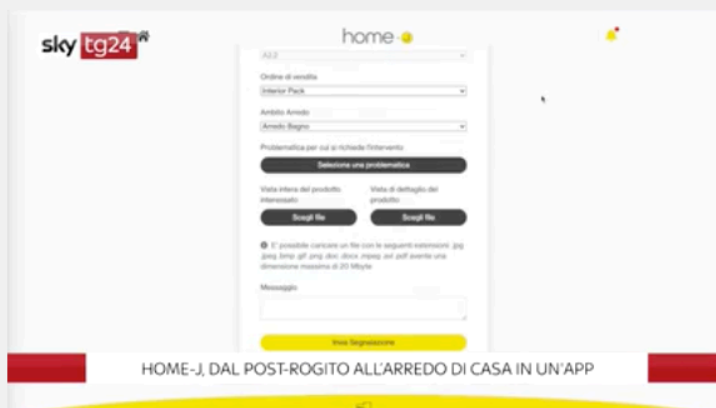 sky tg24
home-
A2.2
Ordine di vendita
Interior Pack
Ambito Arredo
Arredo Bagno
Problematica per cui si richiede l'intervento
Seleziona una problematica
Vista intera del prodotto interessato
Vista di dettaglio del prodotto
Scegli file
Scegli file
E' possibile caricare un file con le seguenti estensioni: .jpg
.jpeg .bmp .gif .png .doc .docx .mpeg .avi .pdf avente una
dimensione massima di 20 Mbyte
Messaggio
Invia Segnalazione
HOME-J, DAL POST-ROGITO ALL'ARREDO DI CASA IN UN'APP